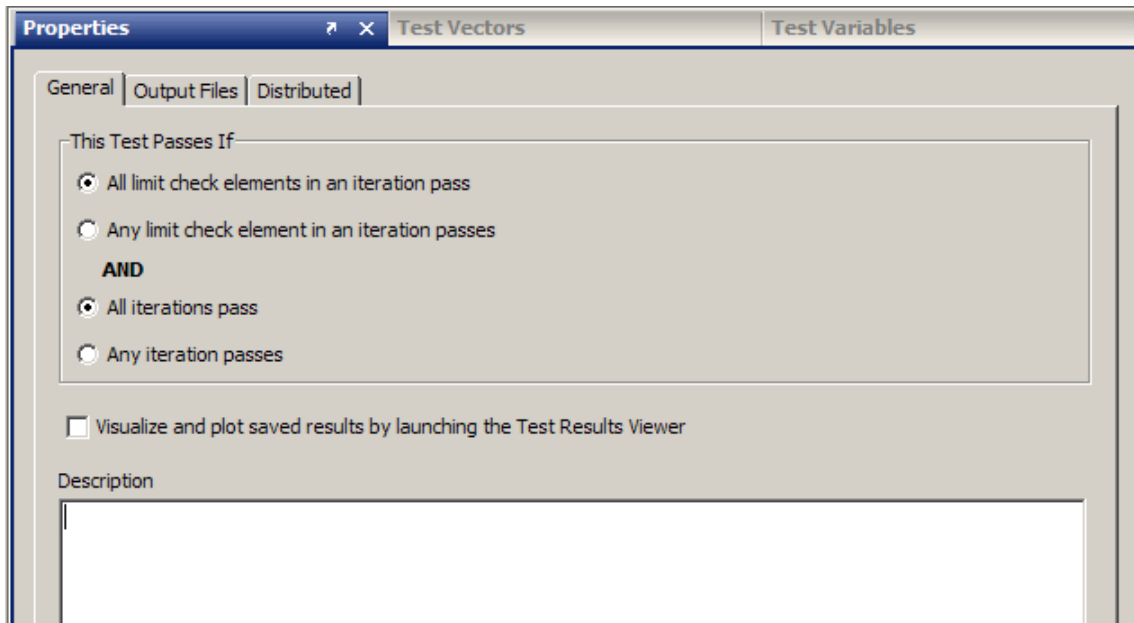 Properties
Test Vectors
Test Variables
General
Output Files
Distributed
This Test Passes If
All limit check elements in an iteration pass
Any limit check element in an iteration passes
AND
All iterations pass
Any iteration passes
Visualize and plot saved results by launching the Test Results Viewer
Description